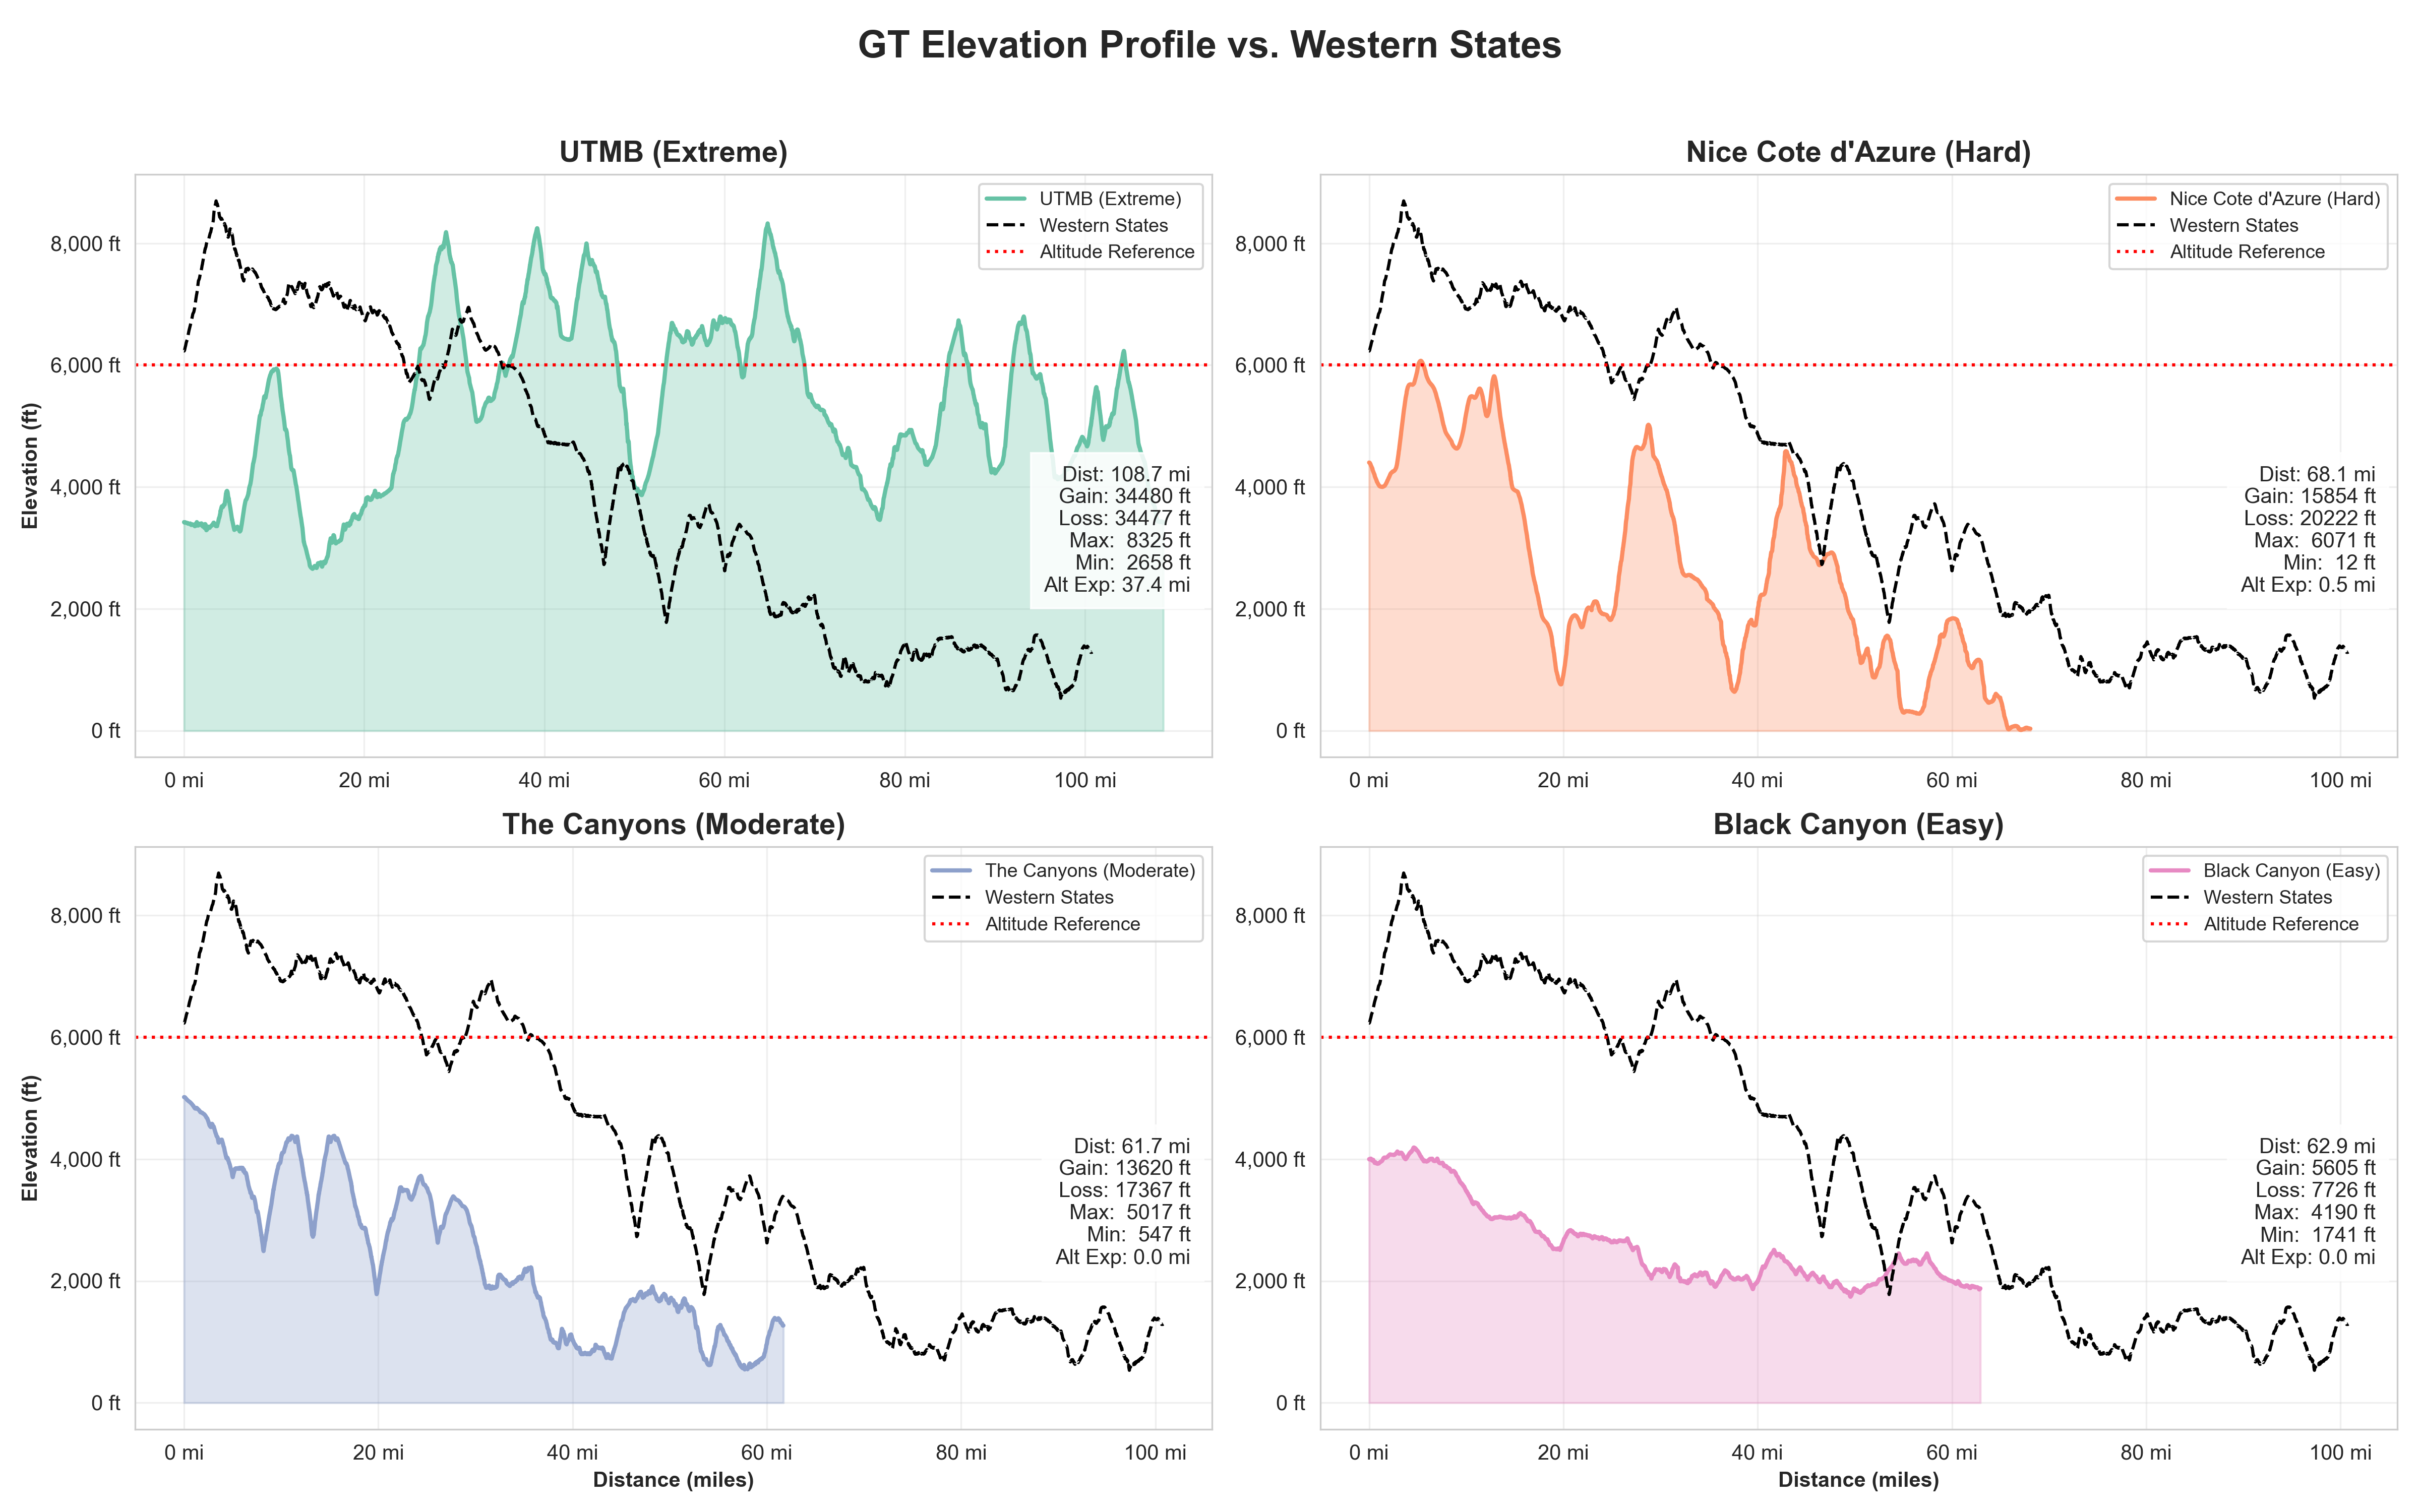 GT Elevation Profile vs. Western States
UTMB (Extreme)
UTMB (Extreme)
Western States
Altitude Reference
8,000 ft
6,000 ft
4,000 ft
2,000 ft
0 ft
Elevation (ft)
Dist: 108.7 mi
Gain: 34480 ft
Loss: 34477 ft
Max: 8325 ft
Min: 2658 ft
Alt Exp: 37.4 mi
0 mi 20 mi 40 mi 60 mi 80 mi 100 mi
Nice Cote d'Azure (Hard)
Nice Cote d'Azure (Hard)
Western States
Altitude Reference
8,000 ft
6,000 ft
4,000 ft
2,000 ft
0 ft
Dist: 68.1 mi
Gain: 15854 ft
Loss: 20222 ft
Max: 6071 ft
Min: 12 ft
Alt Exp: 0.5 mi
0 mi 20 mi 40 mi 60 mi 80 mi 100 mi
The Canyons (Moderate)
The Canyons (Moderate)
Western States
Altitude Reference
8,000 ft
6,000 ft
4,000 ft
2,000 ft
0 ft
Elevation (ft)
Dist: 61.7 mi
Gain: 13620 ft
Loss: 17367 ft
Max: 5017 ft
Min: 547 ft
Alt Exp: 0.0 mi
0 mi 20 mi 40 mi 60 mi 80 mi 100 mi
Distance (miles)
Black Canyon (Easy)
Black Canyon (Easy)
Western States
Altitude Reference
8,000 ft
6,000 ft
4,000 ft
2,000 ft
0 ft
Dist: 62.9 mi
Gain: 5605 ft
Loss: 7726 ft
Max: 4190 ft
Min: 1741 ft
Alt Exp: 0.0 mi
0 mi 20 mi 40 mi 60 mi 80 mi 100 mi
Distance (miles)